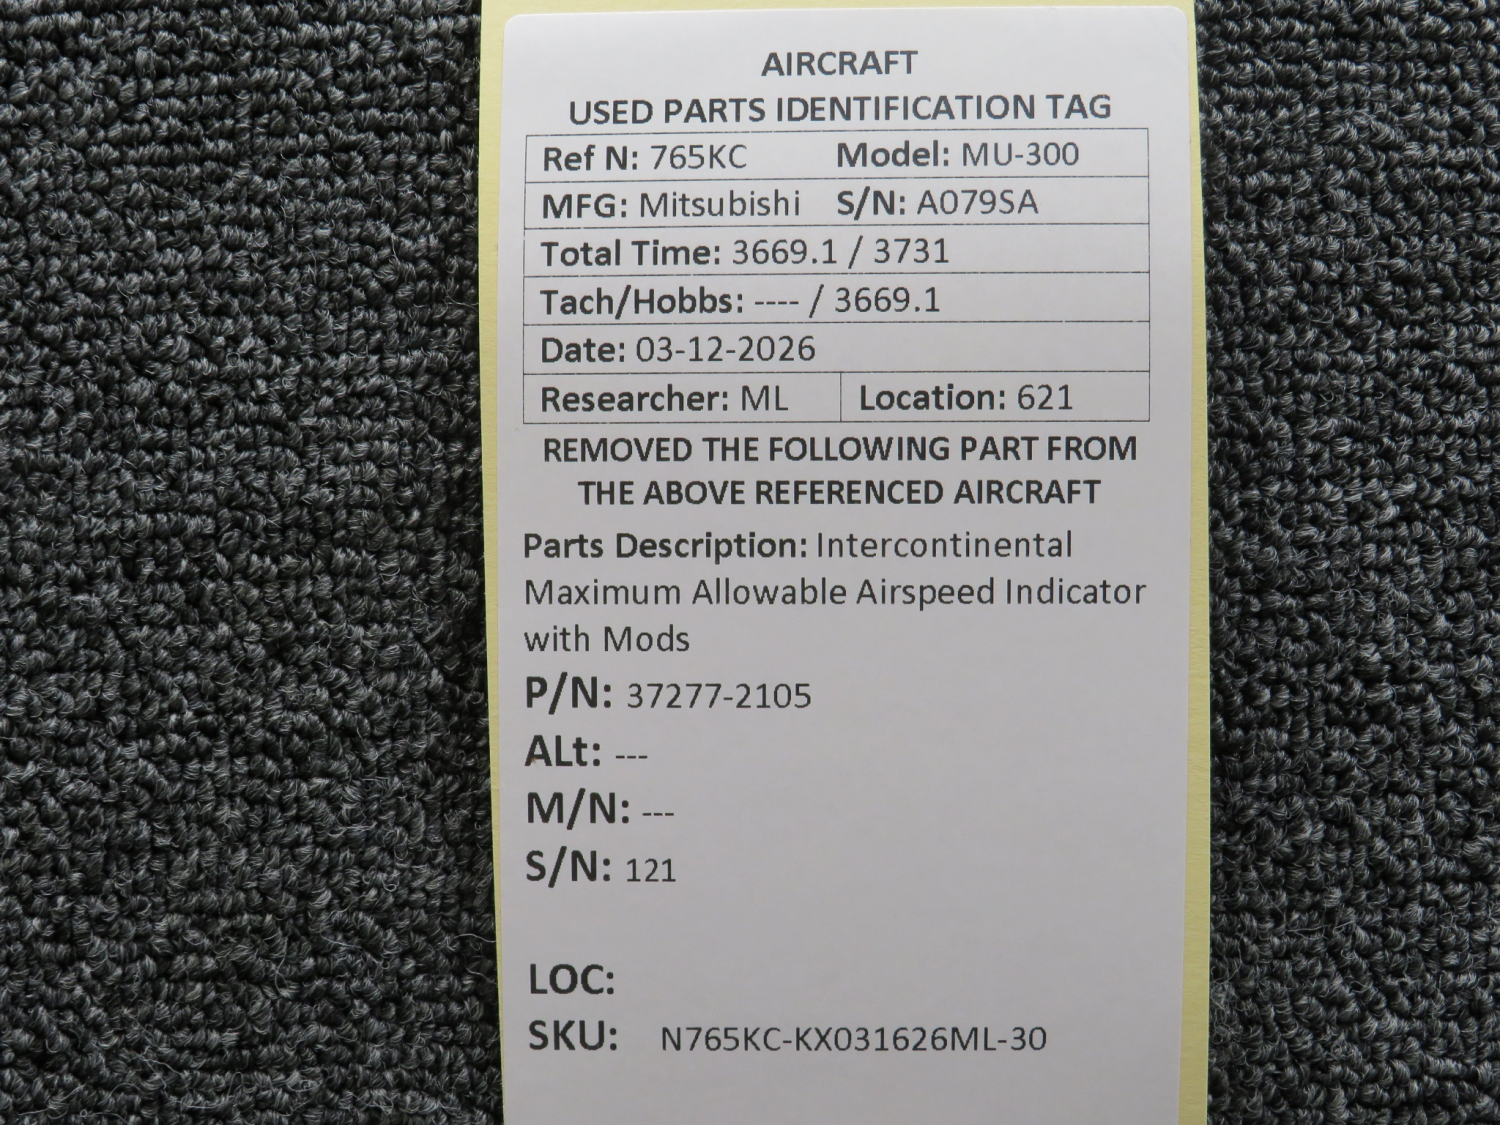 AIRCRAFT
USED PARTS IDENTIFICATION TAG
Ref N: 765KC Model: MU-300
MFG: Mitsubishi S/N: A079SA
Total Time: 3669.1 / 3731
Tach/Hobbs: ---- / 3669.1
Date: 03-12-2026
Researcher: ML Location: 621
REMOVED THE FOLLOWING PART FROM
THE ABOVE REFERENCED AIRCRAFT
Parts Description: Intercontinental
Maximum Allowable Airspeed Indicator
with Mods
P/N: 37277-2105
ALt: ---
M/N: ---
S/N: 121
LOC:
SKU: N765KC-KX031626ML-30